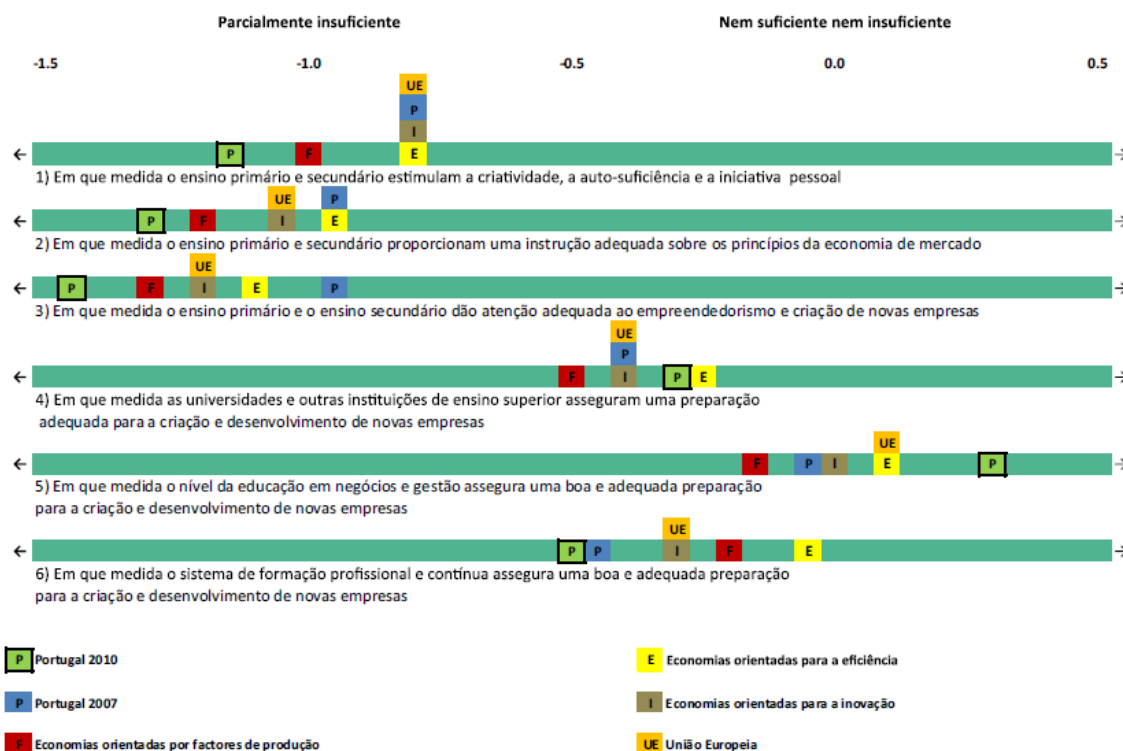 Parcialmente insuficiente Nem suficiente nem insuficiente
-1.5 -1.0 -0.5 0.0 0.5
UE
P
I
← P F E →
1) Em que medida o ensino primário e secundário estimulam a criatividade, a auto-suficiência e a iniciativa pessoal
UE P
← P F I E →
2) Em que medida o ensino primário e secundário proporcionam uma instrução adequada sobre os princípios da economia de mercado
UE
← P F I E P →
3) Em que medida o ensino primário e o ensino secundário dão atenção adequada ao empreendedorismo e criação de novas empresas
UE
P
← F I P E →
4) Em que medida as universidades e outras instituições de ensino superior asseguram uma preparação
adequada para a criação e desenvolvimento de novas empresas
UE
← F P I E P →
5) Em que medida o nível da educação em negócios e gestão assegura uma boa e adequada preparação
para a criação e desenvolvimento de novas empresas
UE
← P P I F E →
6) Em que medida o sistema de formação profissional e contínua assegura uma boa e adequada preparação
para a criação e desenvolvimento de novas empresas
P Portugal 2010
E Economias orientadas para a eficiência
P Portugal 2007
I Economias orientadas para a inovação
F Economias orientadas por factores de produção
UE União Europeia